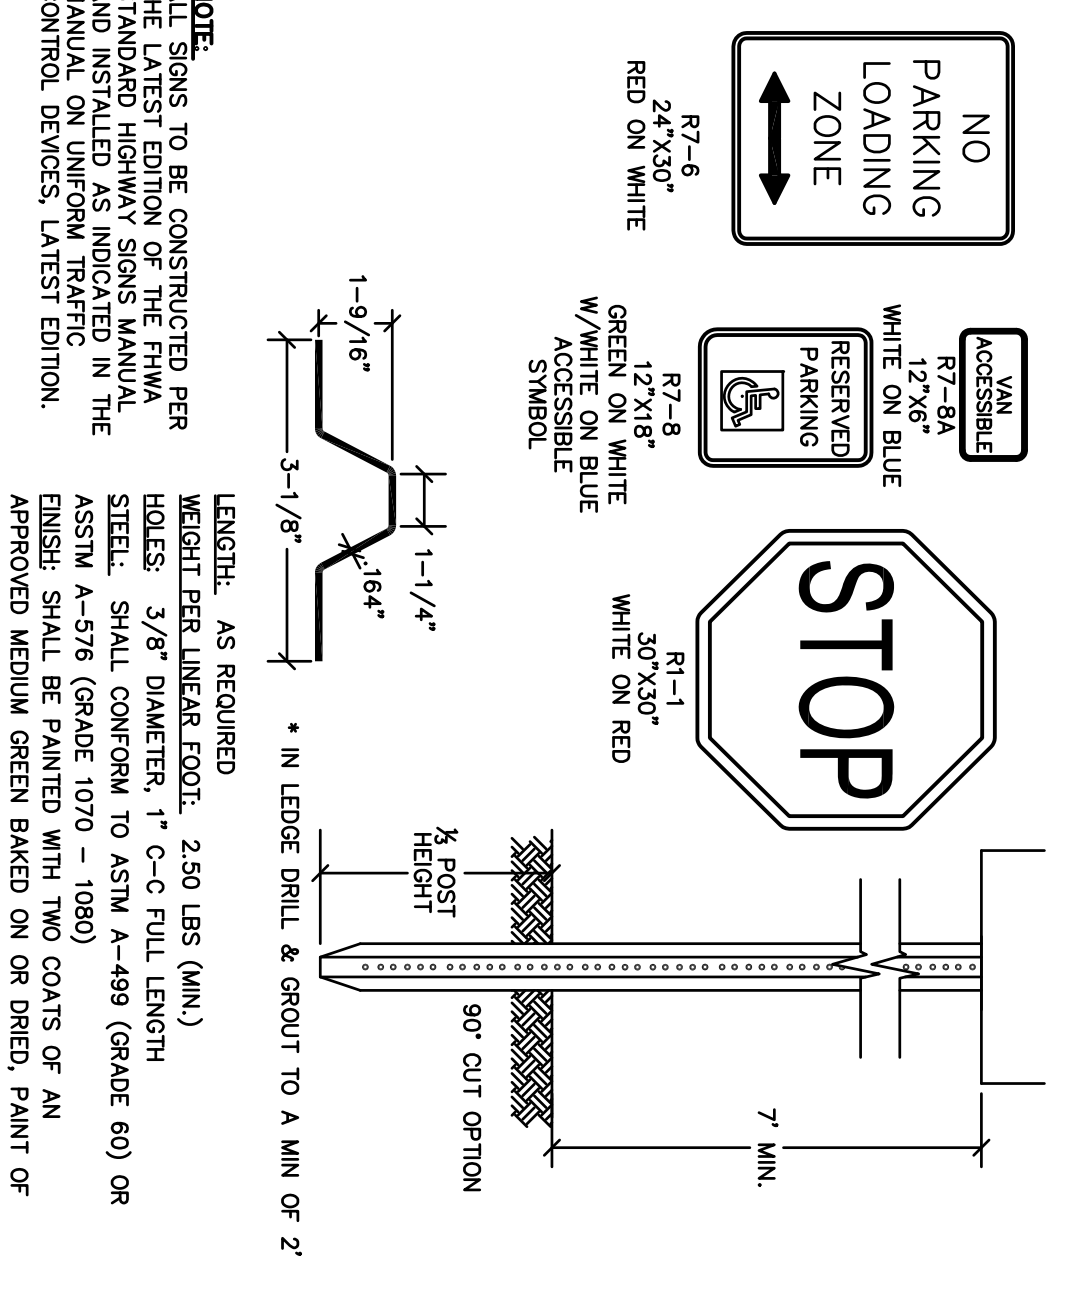 NO
PARKING
LOADING
ZONE
R7-6
24"X30"
RED ON WHITE
VAN
ACCESSIBLE
R7-8A
12"X6"
WHITE ON BLUE
RESERVED
PARKING
R7-8
12"X18"
GREEN ON WHITE
W/WHITE ON BLUE
ACCESSIBLE
SYMBOL
STOP
R1-1
30"X30"
WHITE ON RED
7' MIN.
1/3 POST
HEIGHT
90° CUT OPTION
1-1/4"
1-9/16"
.164"
3-1/8"
* IN LEDGE DRILL & GROUT TO A MIN OF 2'
LENGTH: AS REQUIRED
WEIGHT PER LINEAR FOOT: 2.50 LBS (MIN.)
HOLES: 3/8" DIAMETER, 1" C-C FULL LENGTH
STEEL: SHALL CONFORM TO ASTM A-499 (GRADE 60) OR
ASSTM A-576 (GRADE 1070 - 1080)
FINISH: SHALL BE PAINTED WITH TWO COATS OF AN
APPROVED MEDIUM GREEN BAKED ON OR DRIED, PAINT OF
OTE:
LL SIGNS TO BE CONSTRUCTED PER
HE LATEST EDITION OF THE FHWA
TANDARD HIGHWAY SIGNS MANUAL
ND INSTALLED AS INDICATED IN THE
ANUAL ON UNIFORM TRAFFIC
ONTROL DEVICES, LATEST EDITION.